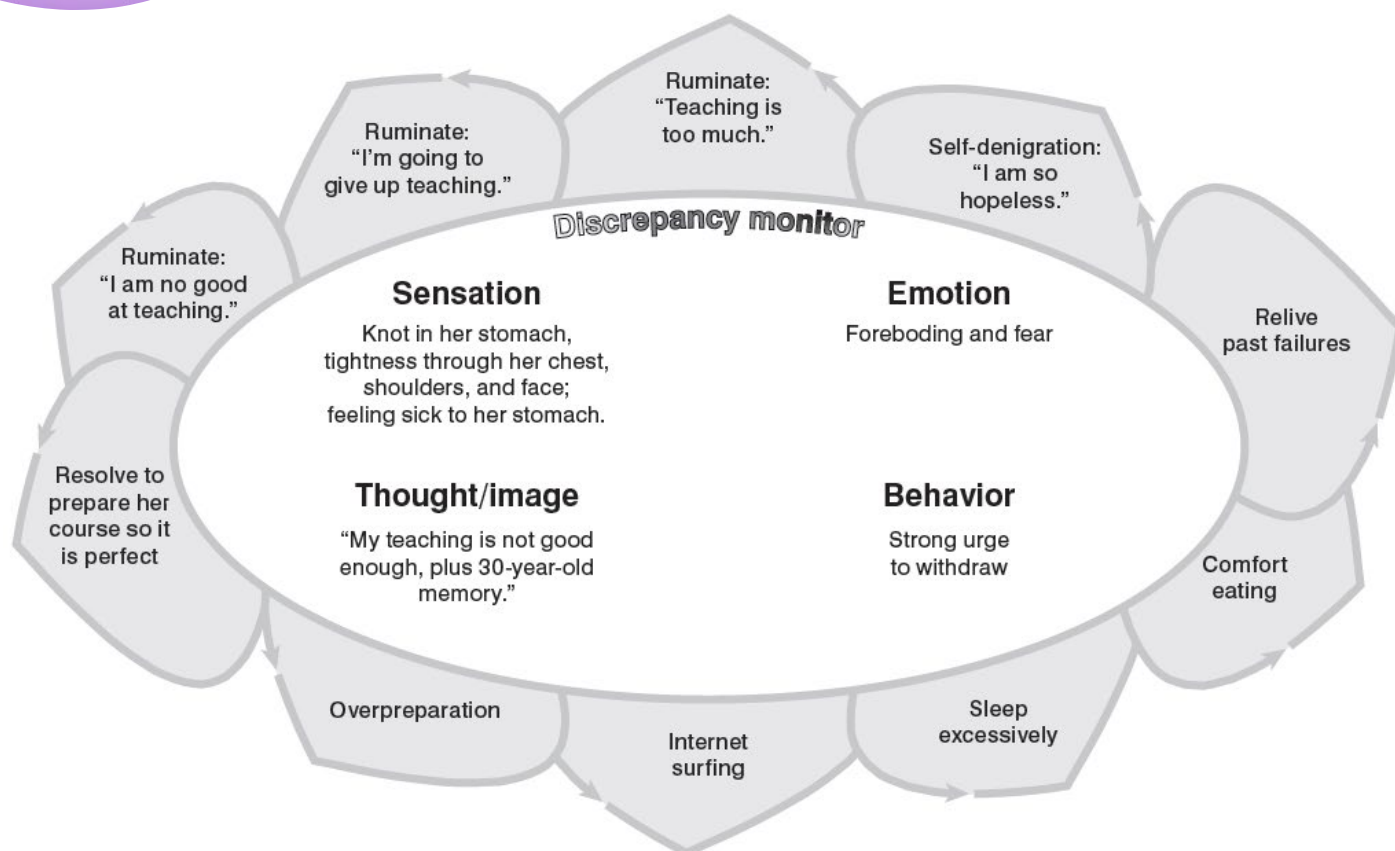 Ruminate:
“Teaching is
too much.”
Ruminate:
“I’m going to
give up teaching.”
Self-denigration:
“I am so
hopeless.”
Ruminate:
“I am no good
at teaching.”
Discrepancy monitor
Relive
past failures
Sensation
Knot in her stomach,
tightness through her chest,
shoulders, and face;
feeling sick to her stomach.
Emotion
Foreboding and fear
Resolve to
prepare her
course so it
is perfect
Thought/image
“My teaching is not good
enough, plus 30-year-old
memory.”
Behavior
Strong urge
to withdraw
Comfort
eating
Overpreparation
Internet
surfing
Sleep
excessively